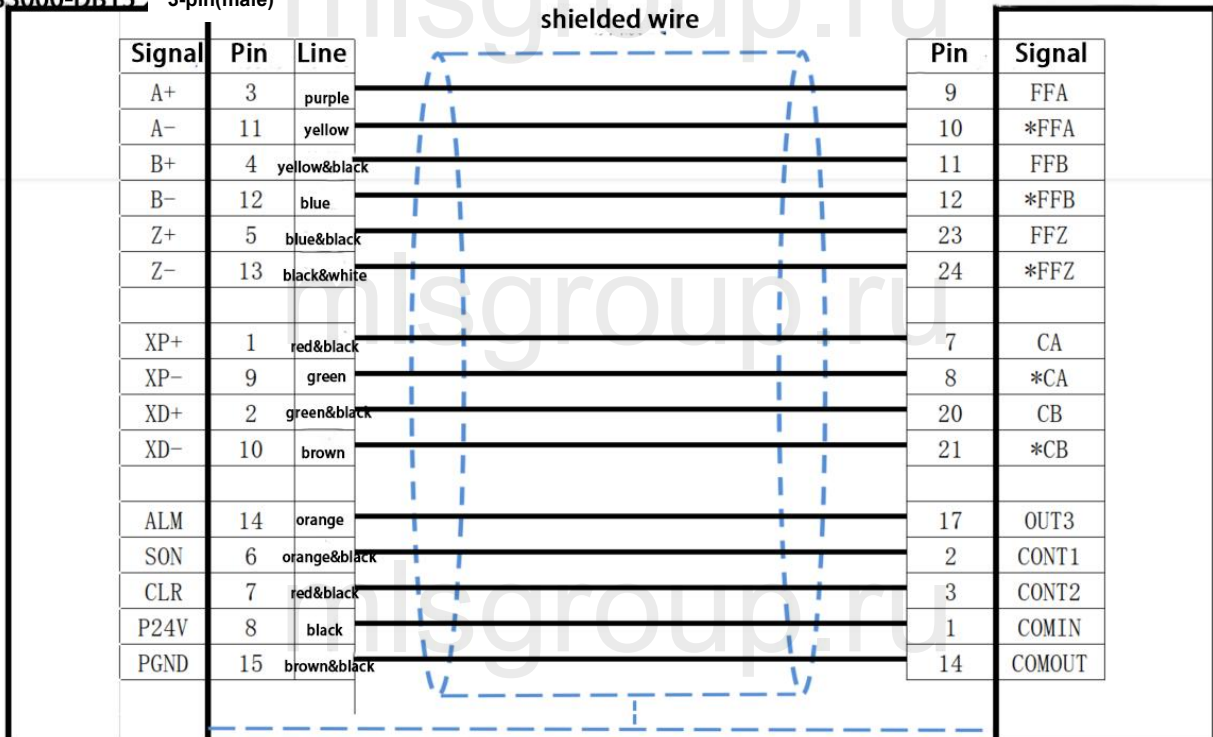 3-pin(male)
shielded wire
Signal Pin Line Pin Signal
A+ 3 purple 9 FFA
A- 11 yellow 10 *FFA
B+ 4 yellow&black 11 FFB
B- 12 blue 12 *FFB
Z+ 5 blue&black 23 FFZ
Z- 13 black&white 24 *FFZ
XP+ 1 red&black 7 CA
XP- 9 green 8 *CA
XD+ 2 green&black 20 CB
XD- 10 brown 21 *CB
ALM 14 orange 17 OUT3
SON 6 orange&black 2 CONT1
CLR 7 red&black 3 CONT2
P24V 8 black 1 COMIN
PGND 15 brown&black 14 COMOUT
mlsgroup.ru
mlsgroup.ru
mlsgroup.ru